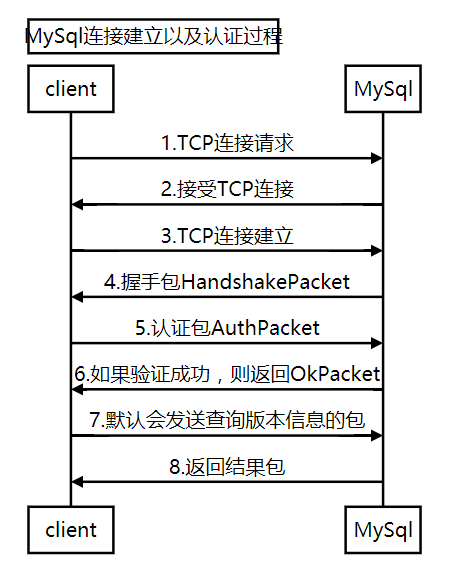 MySql连接建立以及认证过程
client MySql
1.TCP连接请求
2.接受TCP连接
3.TCP连接建立
4.握手包HandshakePacket
5.认证包AuthPacket
6.如果验证成功，则返回OkPacket
7.默认会发送查询版本信息的包
8.返回结果包
client MySql